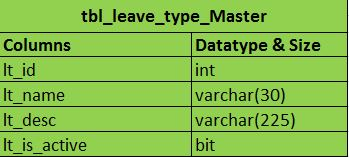 tbl_leave_type_Master
Columns Datatype & Size
lt_id int
lt_name varchar(30)
lt_desc varchar(225)
lt_is_active bit